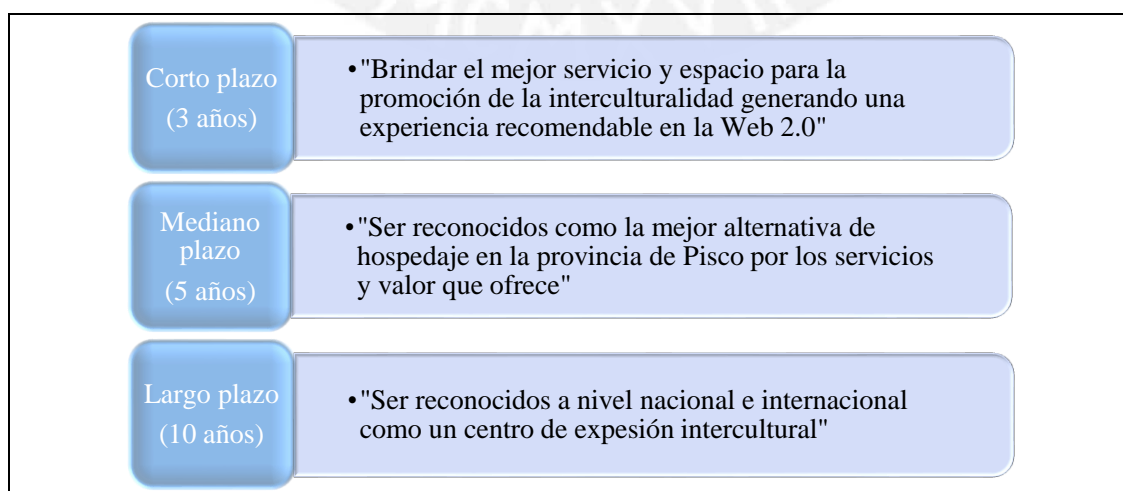 Corto plazo
(3 años)
•"Brindar el mejor servicio y espacio para la
promoción de la interculturalidad generando una
experiencia recomendable en la Web 2.0"
Mediano
plazo
(5 años)
•"Ser reconocidos como la mejor alternativa de
hospedaje en la provincia de Pisco por los servicios
y valor que ofrece"
Largo plazo
(10 años)
•"Ser reconocidos a nivel nacional e internacional
como un centro de expesión intercultural"